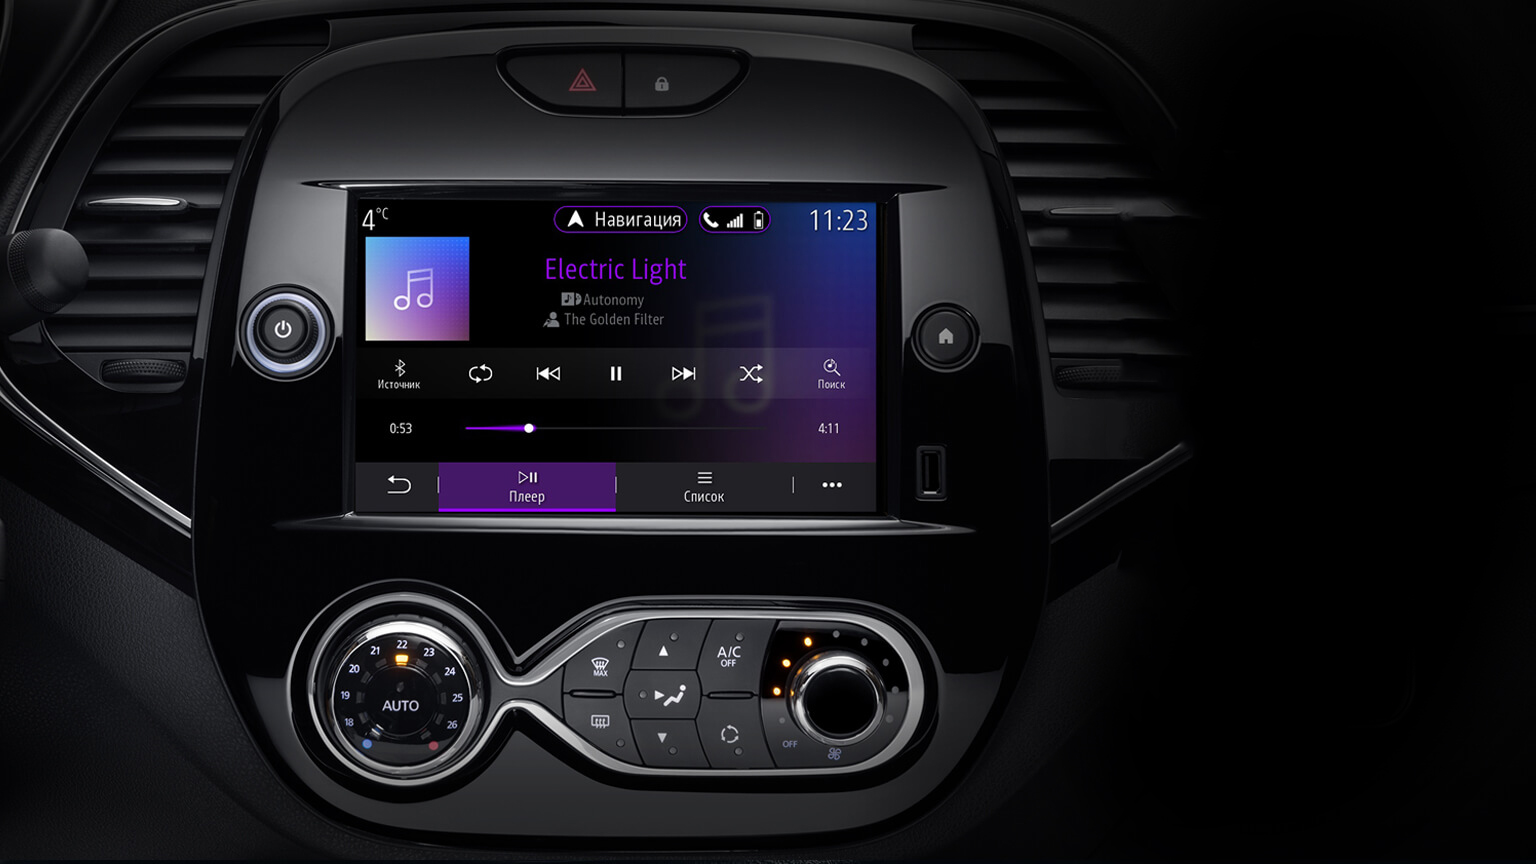 4°C
Навигация
11:23
Electric Light
Autonomy
The Golden Filter
Источник
Поиск
0:53
4:11
Плеер
Список
18 19 20 21 22 23 24 25 26
AUTO
MAX
A/C
OFF
OFF